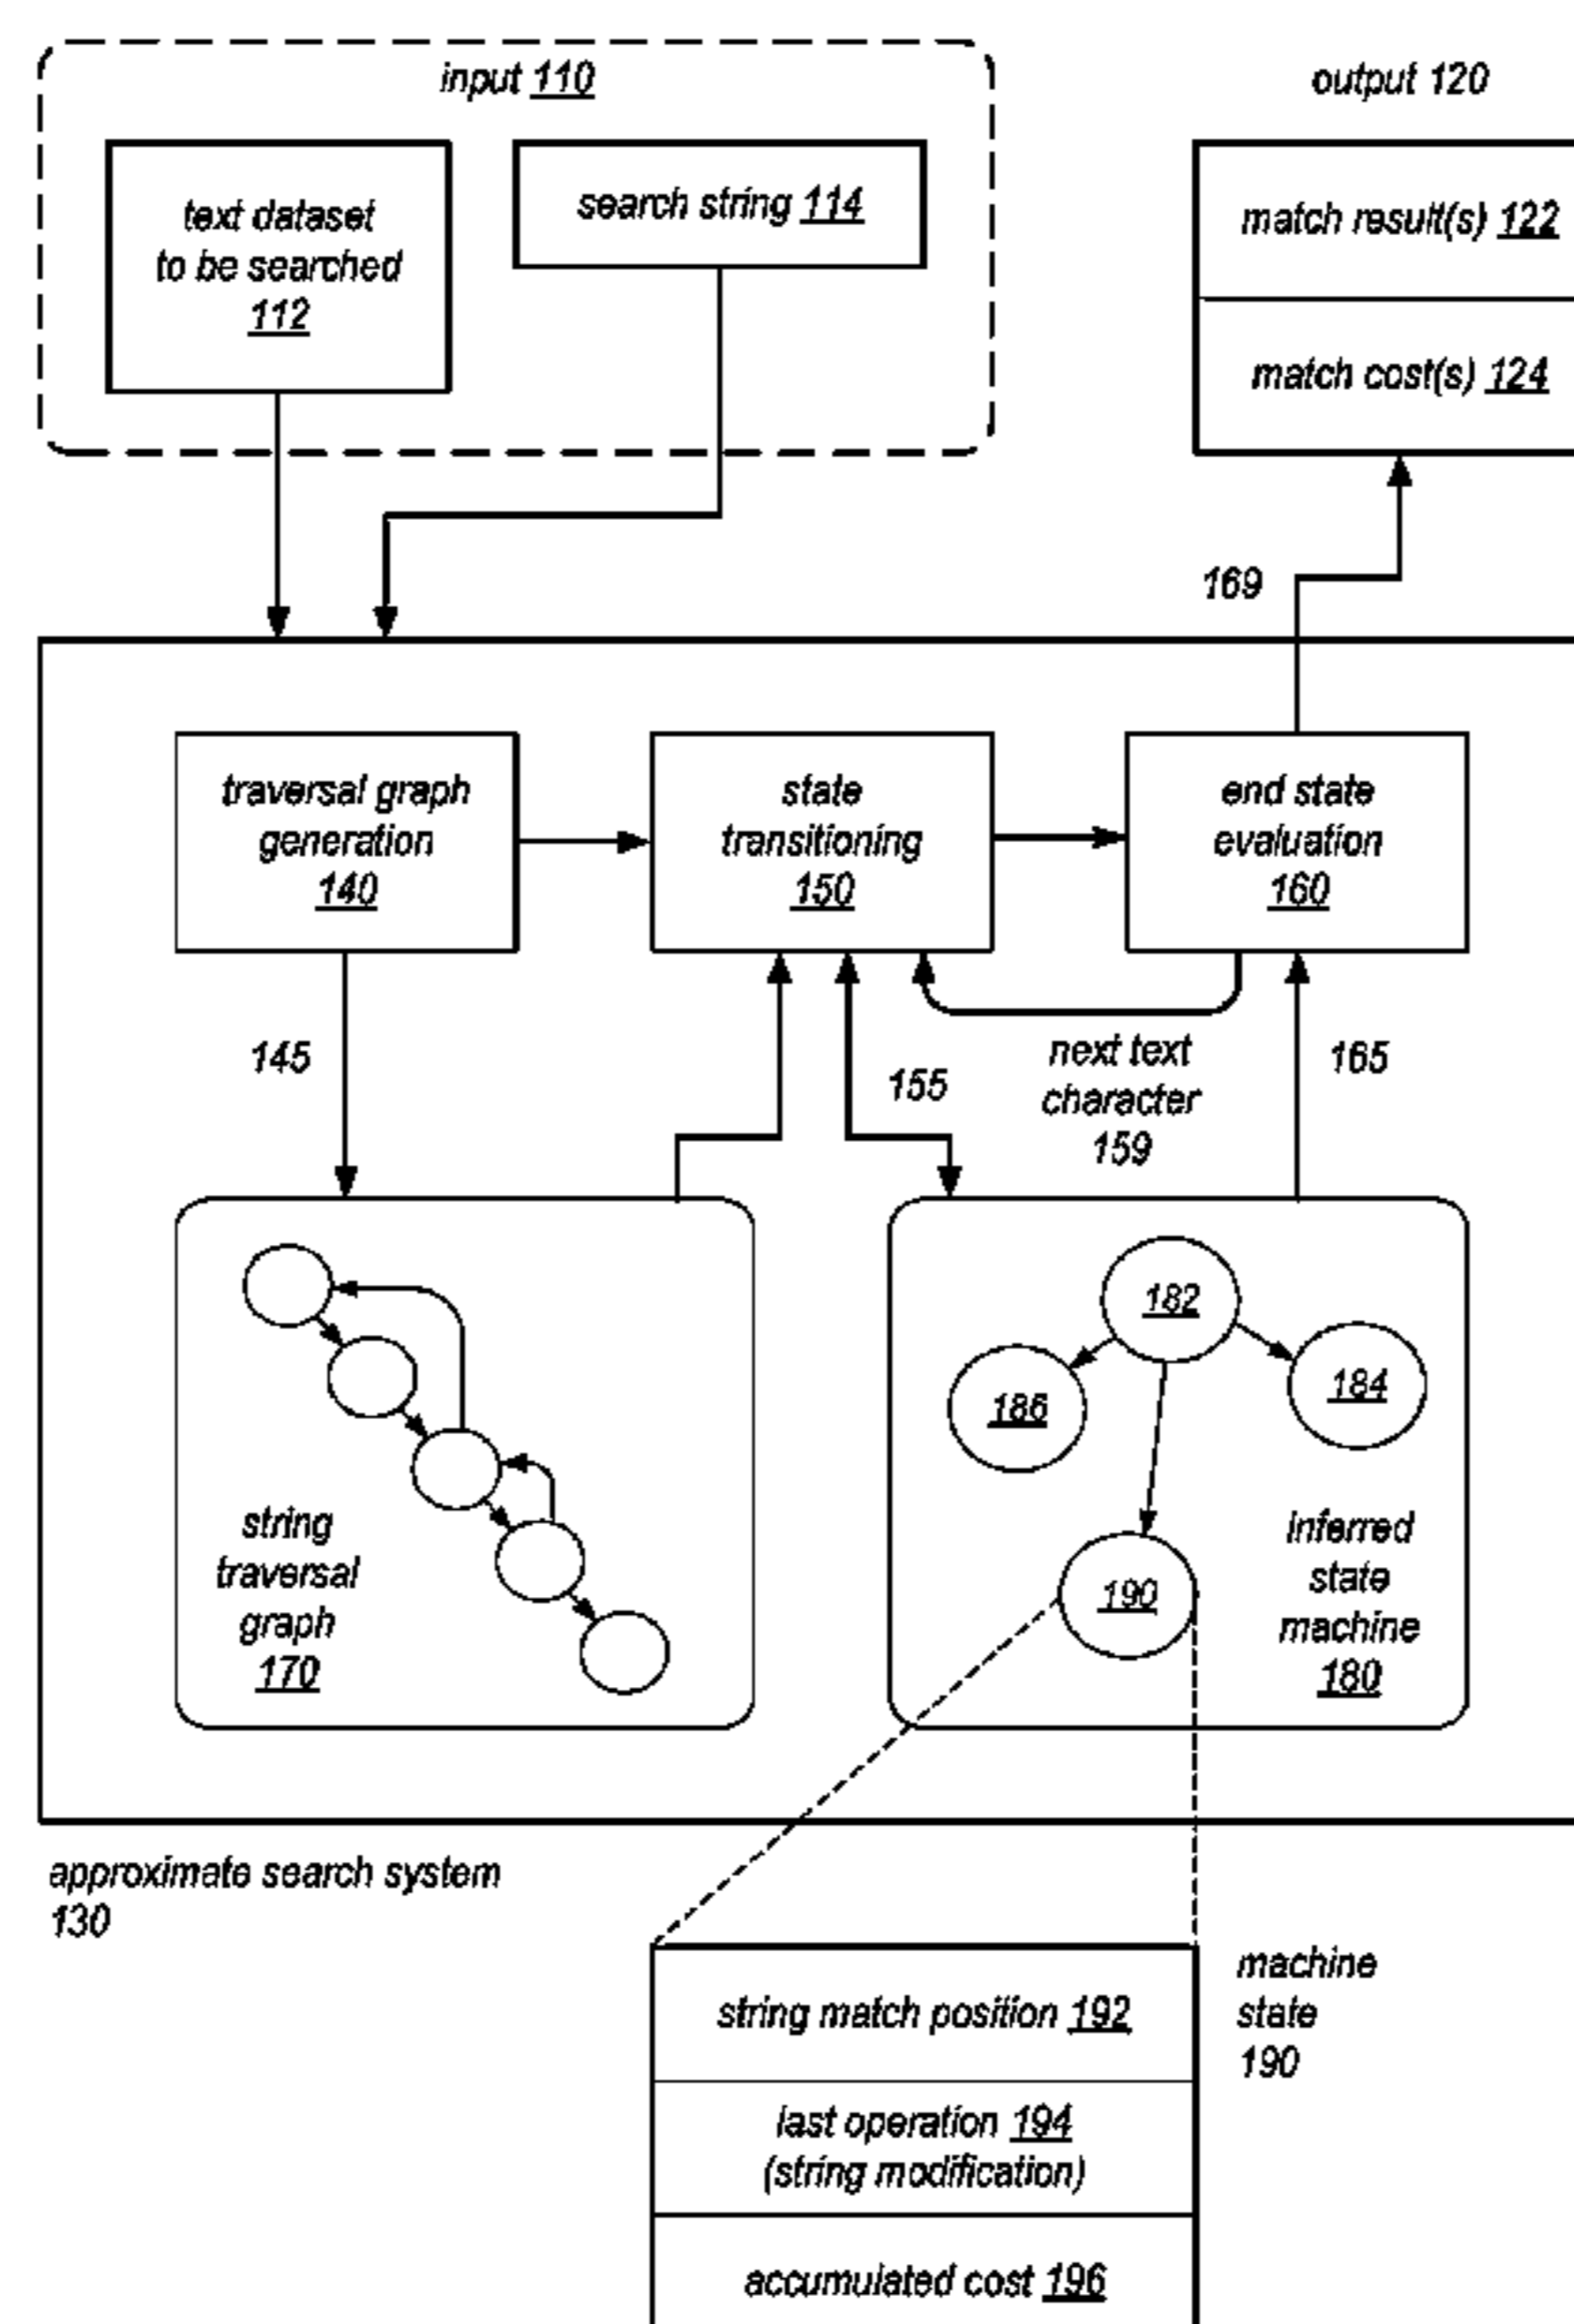 input 110
output 120
text dataset
to be searched
112
search string 114
match result(s) 122
match cost(s) 124
169
traversal graph
generation
140
state
transitioning
150
end state
evaluation
160
145
155
next text
character
159
165
string
traversal
graph
170
182
186
184
190
inferred
state
machine
180
approximate search system
130
string match position 192
last operation 194
(string modification)
accumulated cost 196
machine
state
190